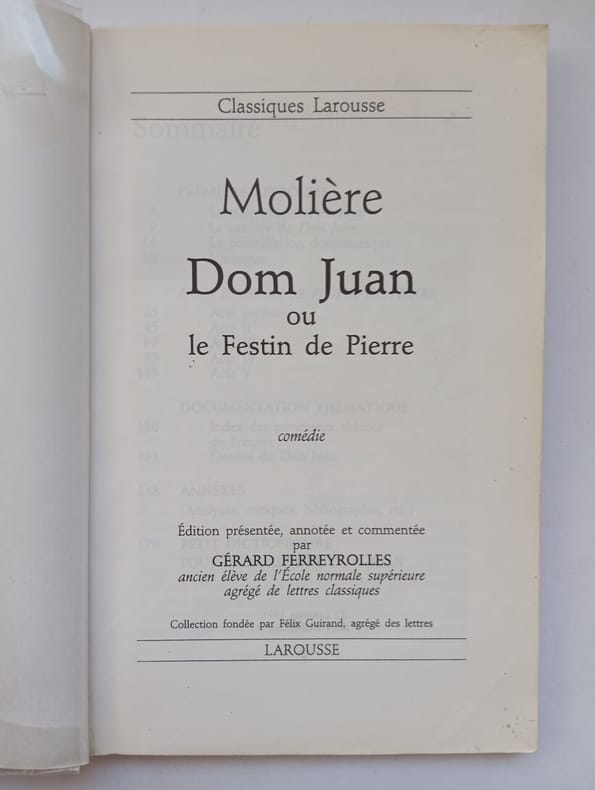 Classiques Larousse
Molière
Dom Juan
ou
le Festin de Pierre
comédie
Édition présentée, annotée et commentée
par
GÉRARD FERREYROLLES
ancien élève de l'École normale supérieure
agrégé de lettres classiques
Collection fondée par Félix Guirand, agrégé des lettres
LAROUSSE